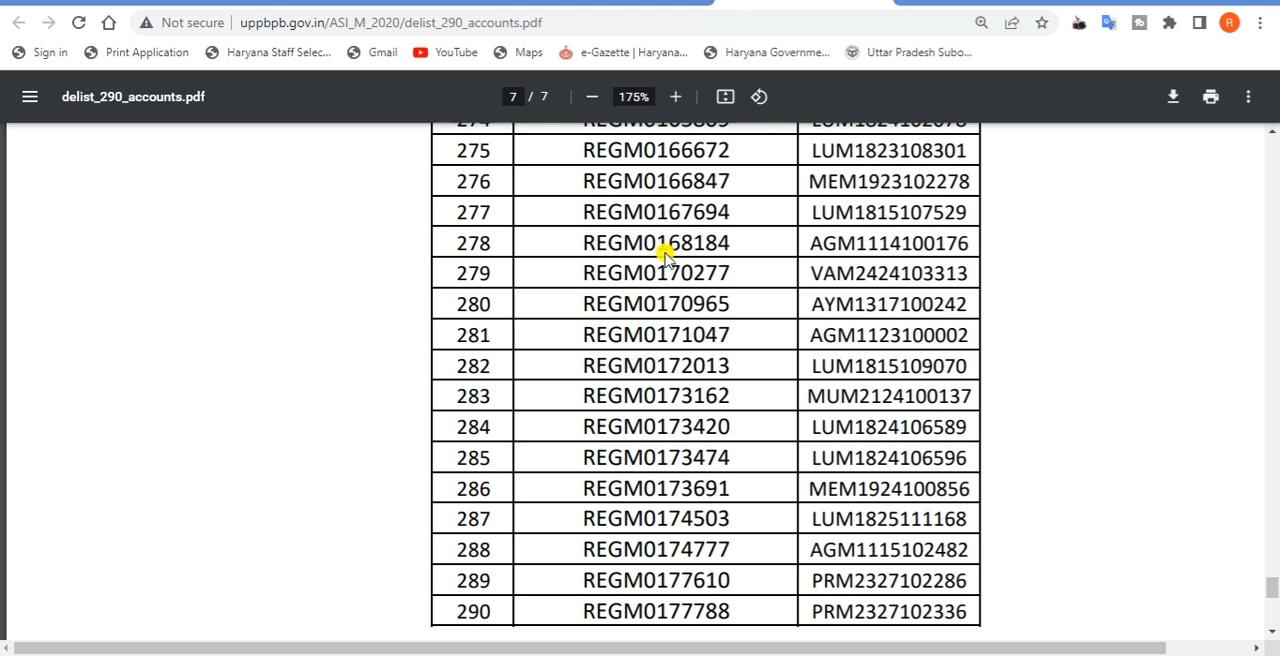 Not secure | uppbpb.gov.in/ASI_M_2020/delist_290_accounts.pdf R
Sign in Print Application Haryana Staff Selec... Gmail YouTube Maps e-Gazette | Haryana... Haryana Governme... Uttar Pradesh Subo...
delist_290_accounts.pdf 7 / 7 175%
275 REGM0166672 LUM1823108301
276 REGM0166847 MEM1923102278
277 REGM0167694 LUM1815107529
278 REGM0168184 AGM1114100176
279 REGM0170277 VAM2424103313
280 REGM0170965 AYM1317100242
281 REGM0171047 AGM1123100002
282 REGM0172013 LUM1815109070
283 REGM0173162 MUM2124100137
284 REGM0173420 LUM1824106589
285 REGM0173474 LUM1824106596
286 REGM0173691 MEM1924100856
287 REGM0174503 LUM1825111168
288 REGM0174777 AGM1115102482
289 REGM0177610 PRM2327102286
290 REGM0177788 PRM2327102336